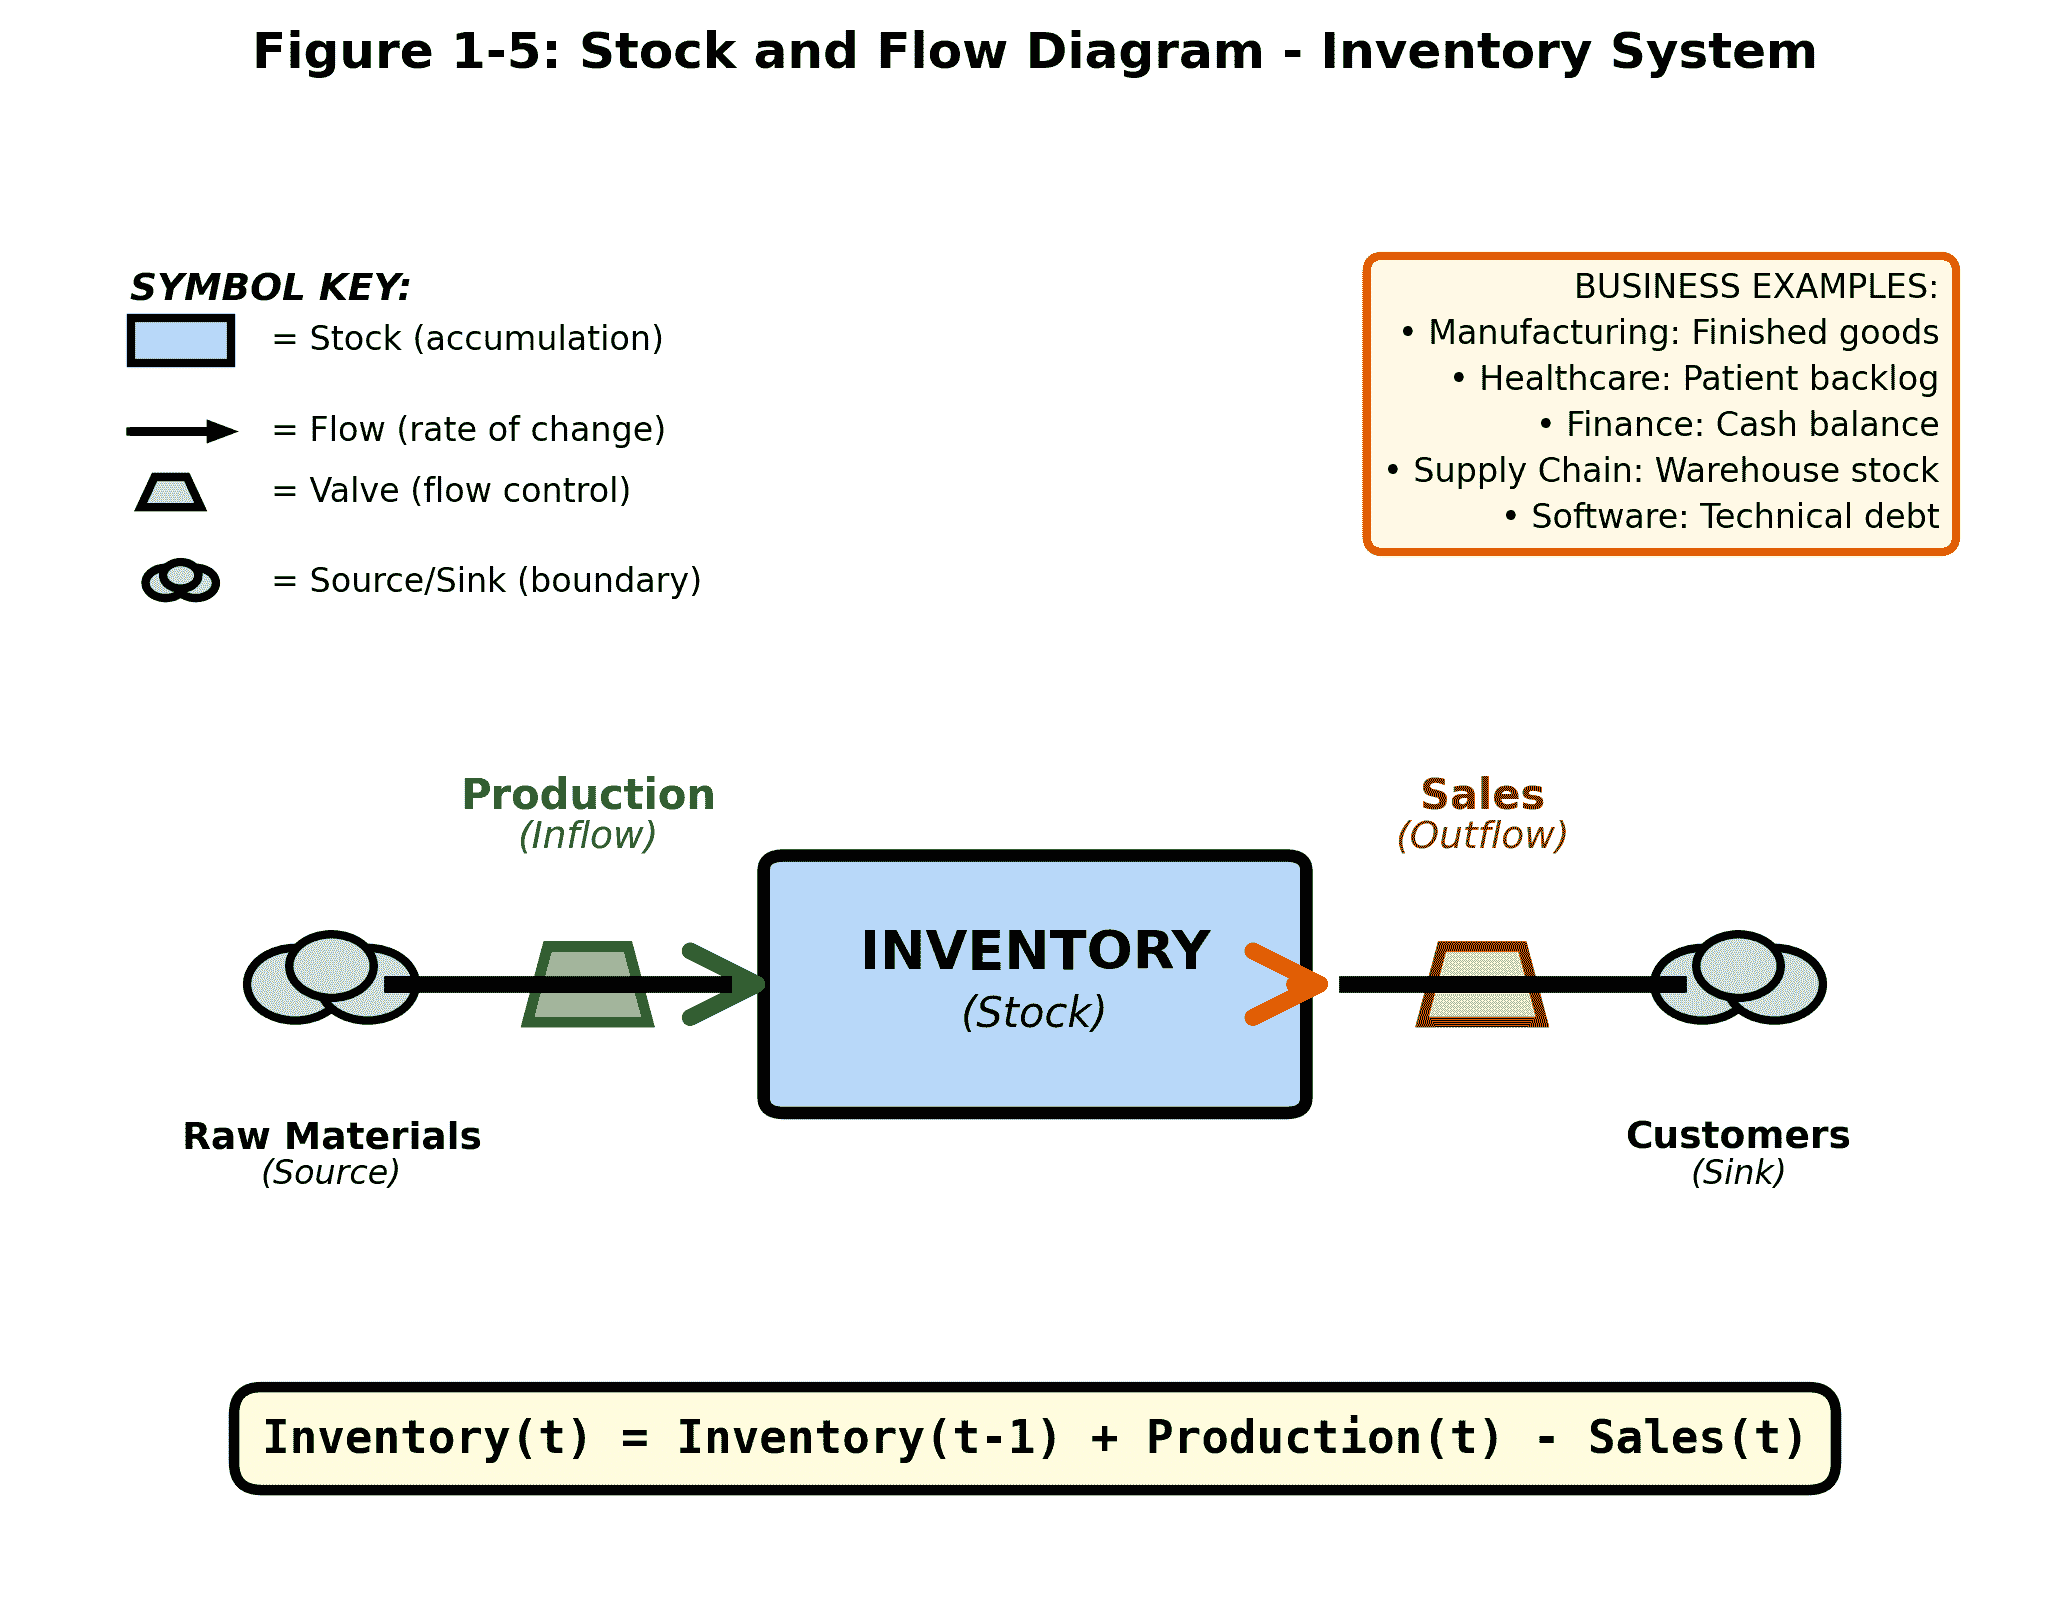 Figure 1-5: Stock and Flow Diagram - Inventory System
SYMBOL KEY:
= Stock (accumulation)
= Flow (rate of change)
= Valve (flow control)
= Source/Sink (boundary)
BUSINESS EXAMPLES:
• Manufacturing: Finished goods
• Healthcare: Patient backlog
• Finance: Cash balance
• Supply Chain: Warehouse stock
• Software: Technical debt
Production
(Inflow)
Sales
(Outflow)
INVENTORY
(Stock)
Raw Materials
(Source)
Customers
(Sink)
Inventory(t) = Inventory(t-1) + Production(t) - Sales(t)